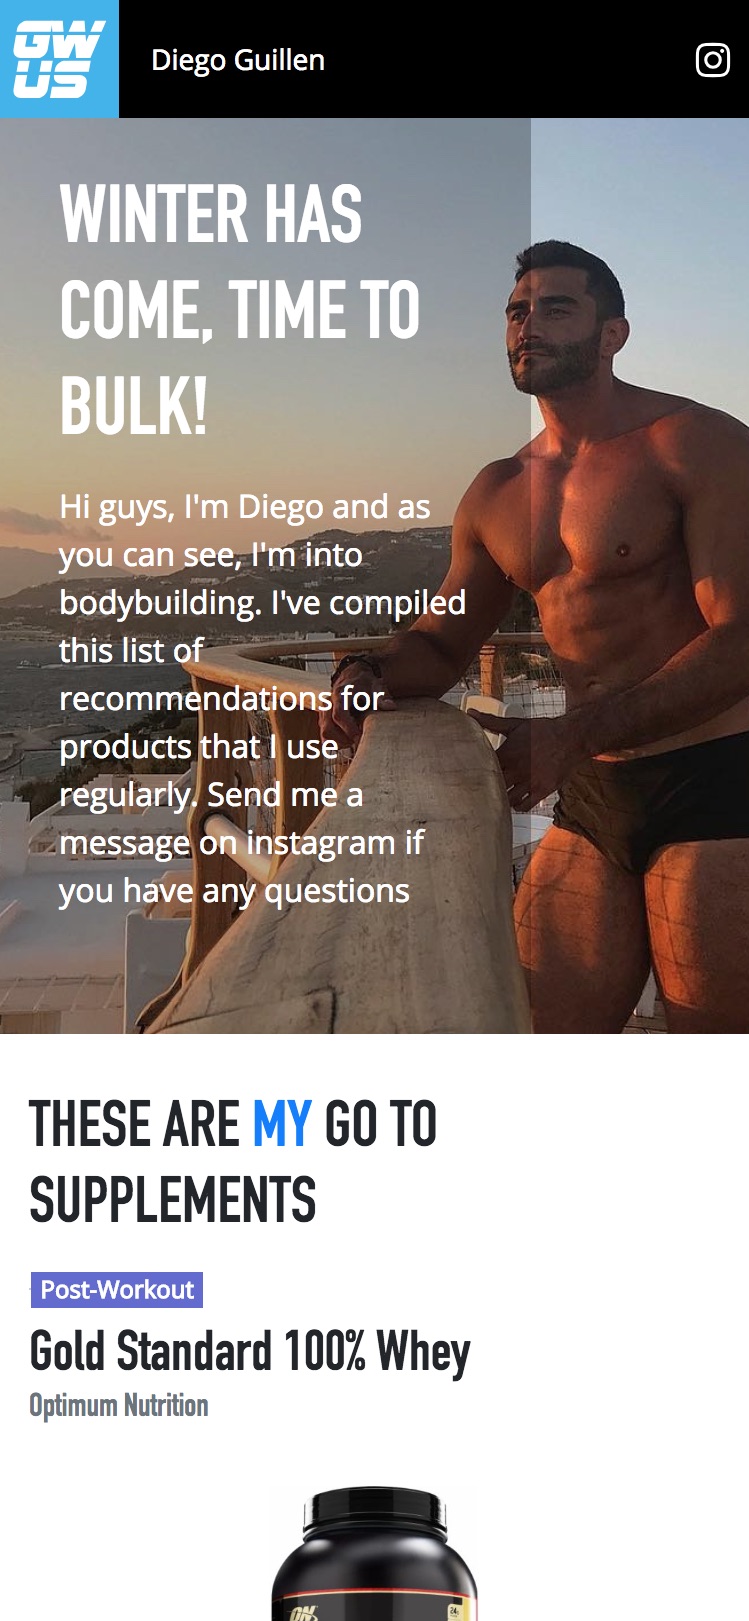 GW
US
Diego Guillen
WINTER HAS
COME, TIME TO
BULK!
Hi guys, I'm Diego and as
you can see, I'm into
bodybuilding. I've compiled
this list of
recommendations for
products that I use
regularly. Send me a
message on instagram if
you have any questions
THESE ARE MY GO TO
SUPPLEMENTS
Post-Workout
Gold Standard 100% Whey
Optimum Nutrition
ON
24g